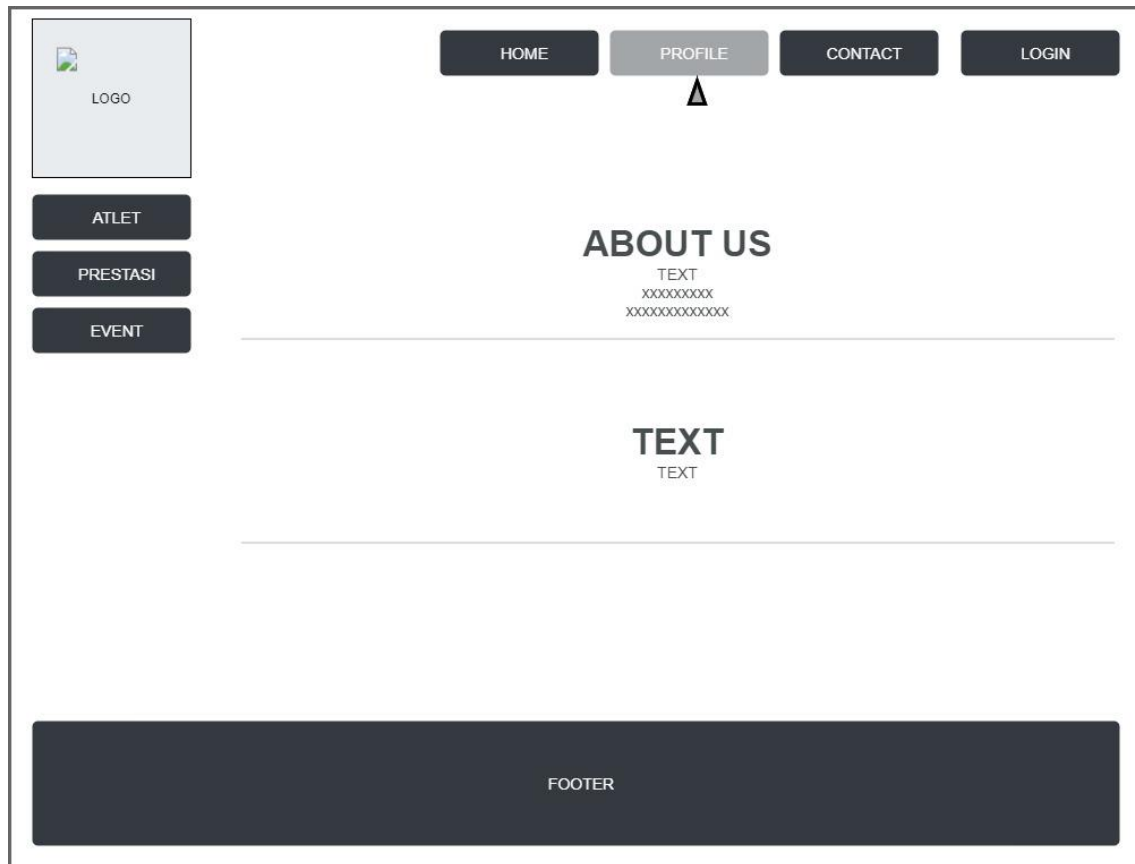 LOGO
HOME
PROFILE
CONTACT
LOGIN
ATLET
PRESTASI
EVENT
ABOUT US
TEXT
xxxxxxxxx
xxxxxxxxxxxxx
TEXT
TEXT
FOOTER